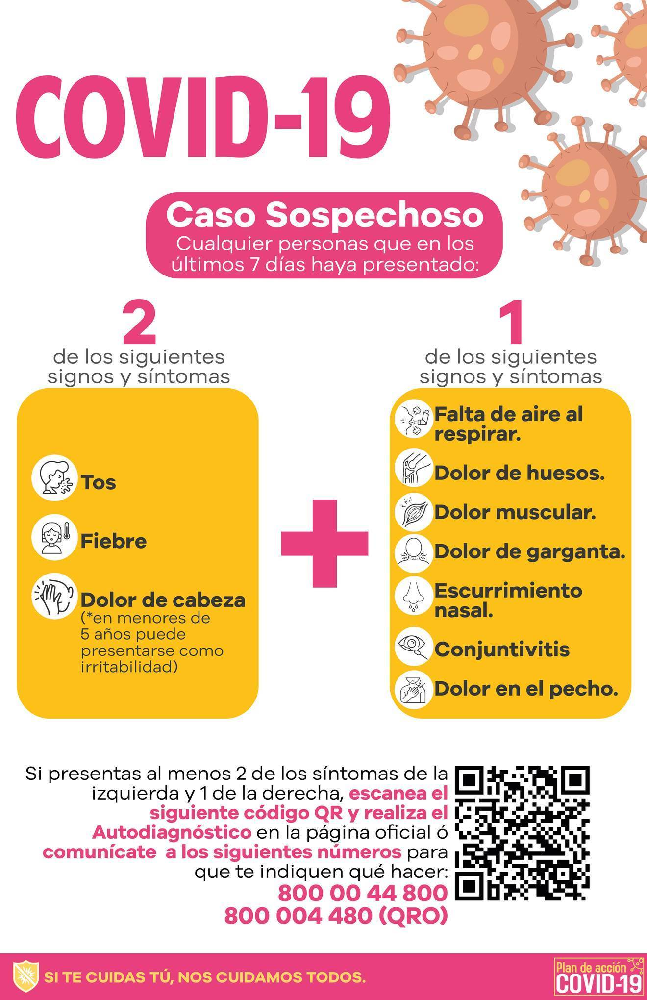 COVID-19
Caso Sospechoso
Cualquier personas que en los
últimos 7 días haya presentado:
2
de los siguientes
signos y síntomas
Tos
Fiebre
Dolor de cabeza
(*en menores de
5 años puede
presentarse como
irritabilidad)
1
de los siguientes
signos y síntomas
Falta de aire al
respirar.
Dolor de huesos.
Dolor muscular.
Dolor de garganta.
Escurrimiento
nasal.
Conjuntivitis
Dolor en el pecho.
Si presentas al menos 2 de los síntomas de la
izquierda y 1 de la derecha, escanea el
siguiente código QR y realiza el
Autodiagnóstico en la página oficial ó
comunícate  a los siguientes números para
que te indiquen qué hacer:
800 00 44 800
800 004 480 (QRO)
SI TE CUIDAS TÚ, NOS CUIDAMOS TODOS.
Plan de acción
COVID-19